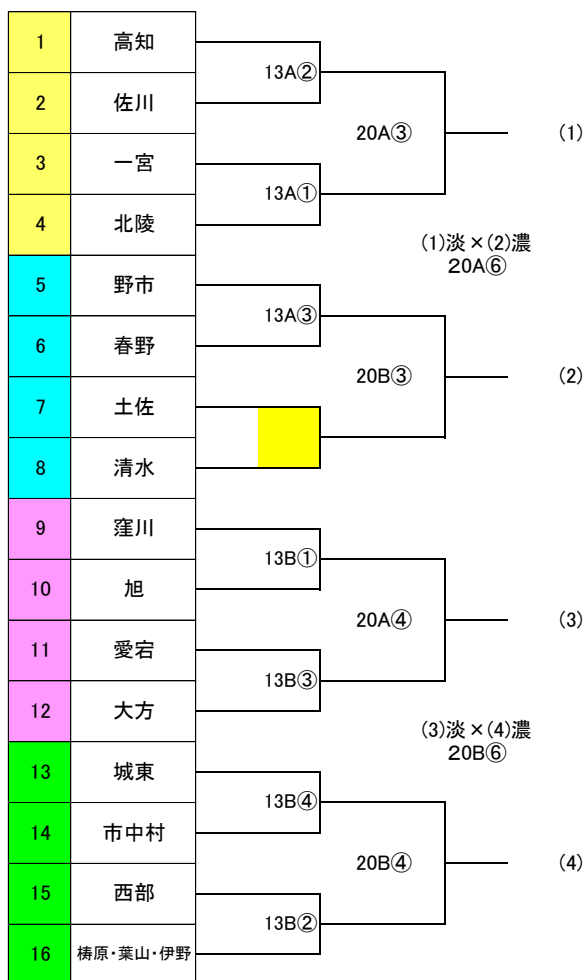 1 高知
13A②
2 佐川
20A③ (1)
3 一宮
13A①
4 北陵
(1)淡×(2)濃
20A⑥
5 野市
13A③
6 春野
20B③ (2)
7 土佐
8 清水
9 窪川
13B①
10 旭
20A④ (3)
11 愛宕
13B③
12 大方
(3)淡×(4)濃
20B⑥
13 城東
13B④
14 市中村
20B④ (4)
15 西部
13B②
16 梼原・葉山・伊野